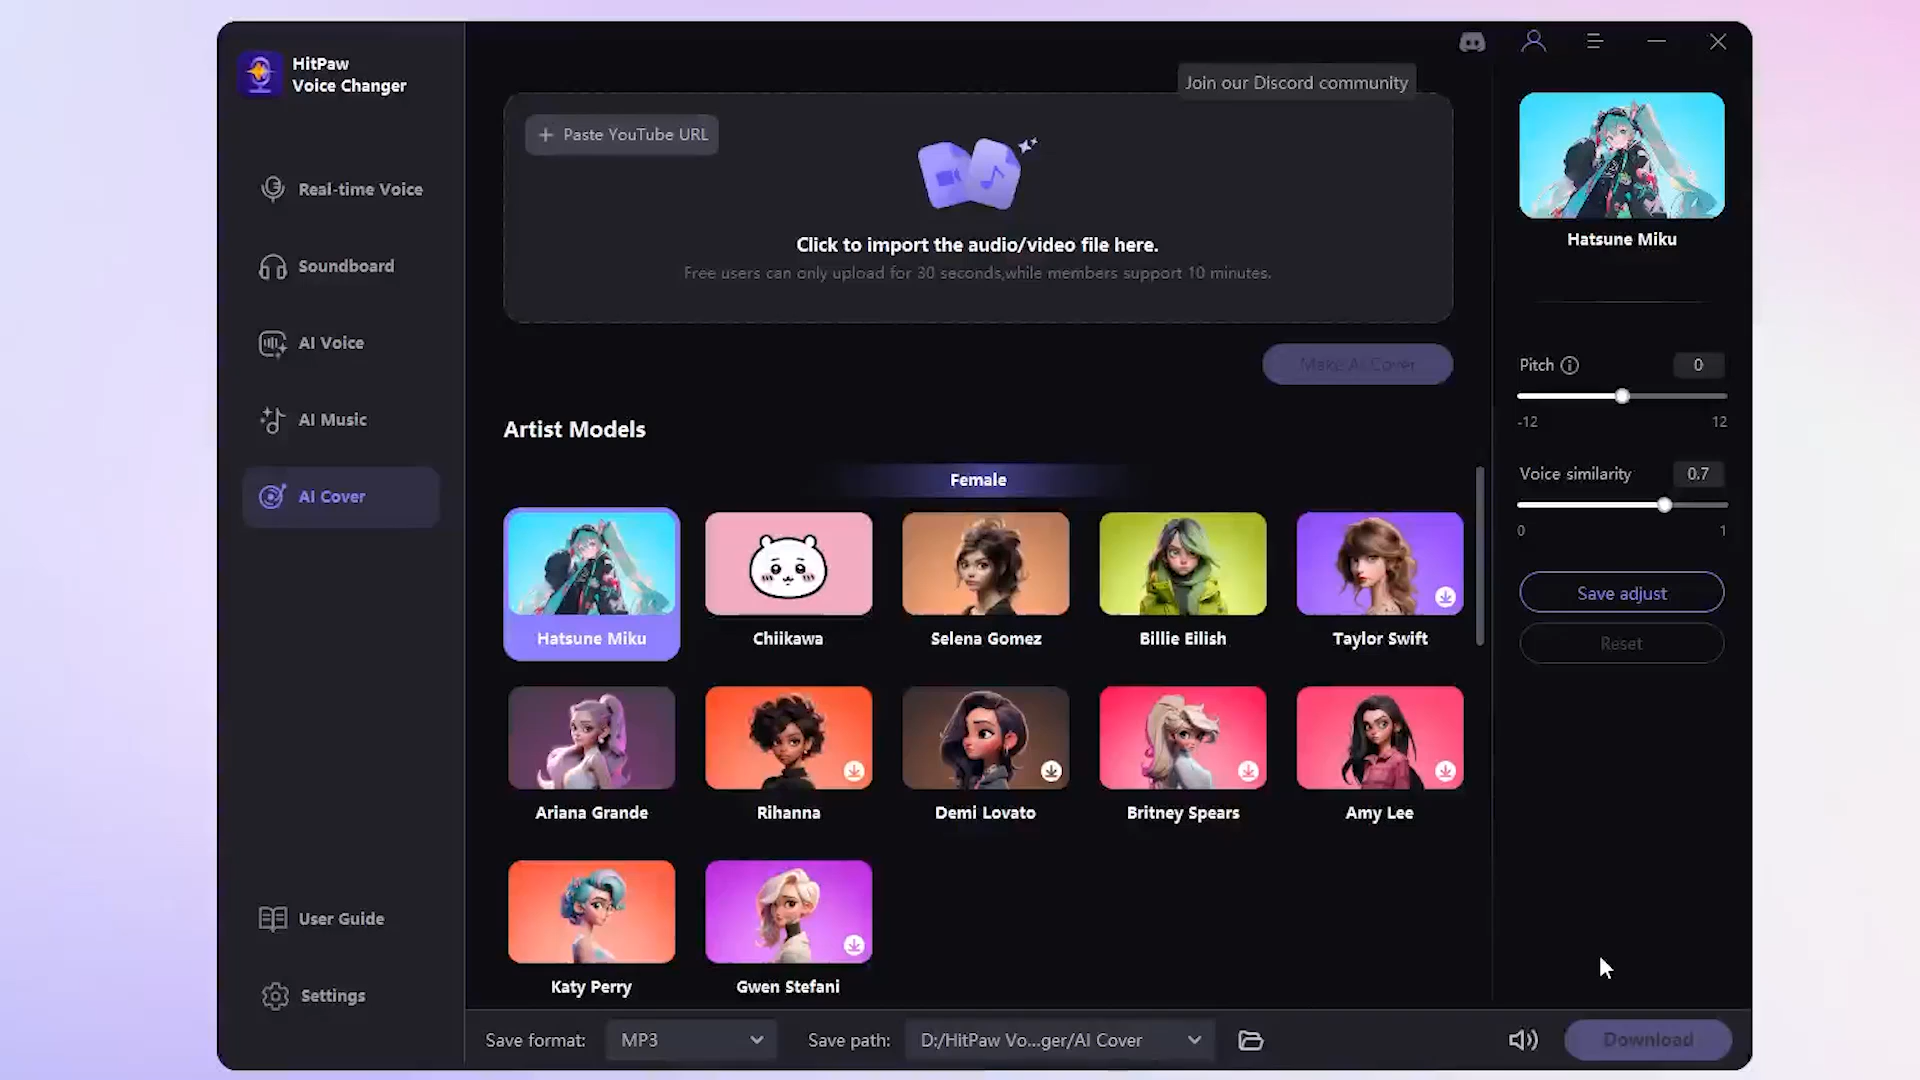 HitPaw
Voice Changer
Real-time Voice
Soundboard
AI Voice
AI Music
AI Cover
User Guide
Settings
Join our Discord community
+ Paste YouTube URL
Click to import the audio/video file here.
Free users can only upload for 30 seconds,while members support 10 minutes.
Make AI Cover
Artist Models
Female
Hatsune Miku
Chiikawa
Selena Gomez
Billie Eilish
Taylor Swift
Ariana Grande
Rihanna
Demi Lovato
Britney Spears
Amy Lee
Katy Perry
Gwen Stefani
Hatsune Miku
Pitch 0
-12 12
Voice similarity 0.7
0 1
Save adjust
Reset
Save format: MP3
Save path: D:/HitPaw Vo...ger/AI Cover
Download